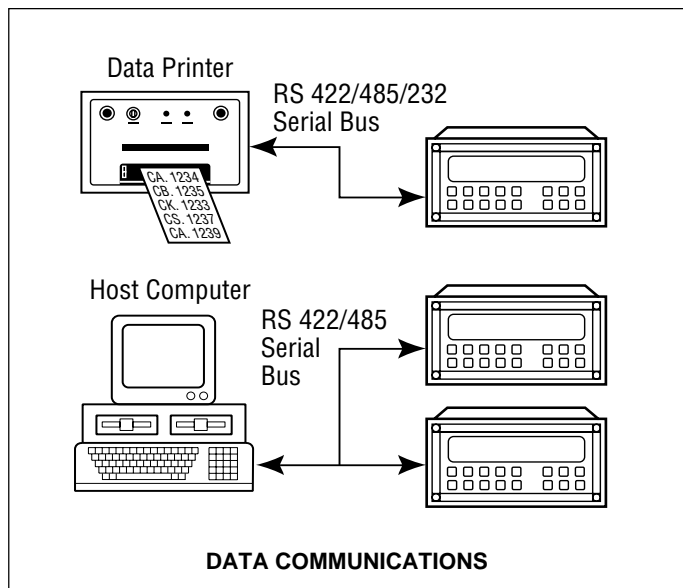 Data Printer
RS 422/485/232
Serial Bus
CA. 1234
CB. 1235
CK. 1233
CS. 1237
CA. 1239
Host Computer
RS 422/485
Serial
Bus
DATA COMMUNICATIONS